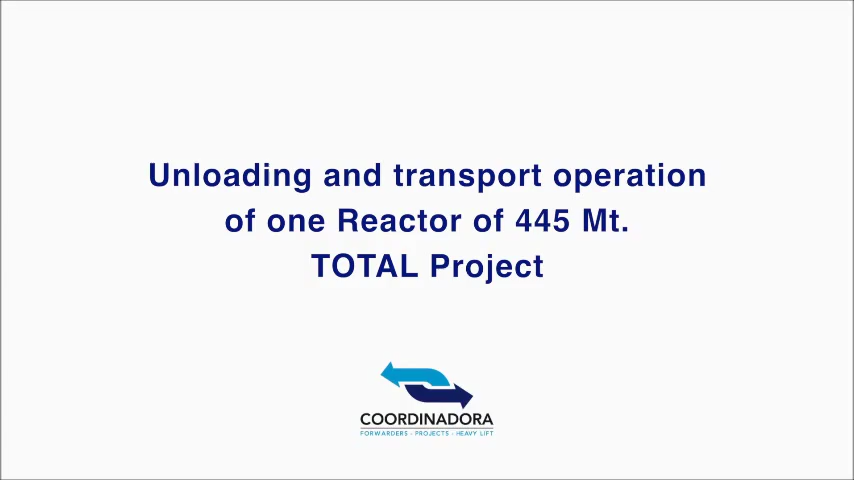 Unloading and transport operation
of one Reactor of 445 Mt.
TOTAL Project
COORDINADORA
FORWARDERS - PROJECTS - HEAVY LIFT